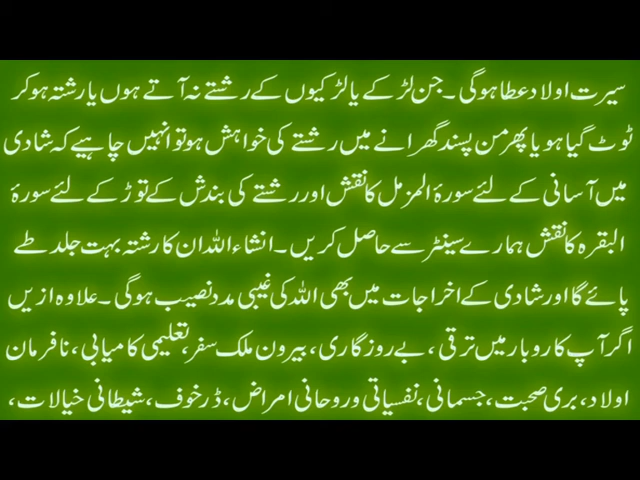 سیرت اولاد عطا ہوگی۔ جن لڑکے یا لڑکیوں کے رشتے نہ آتے ہوں یا رشتہ ہو کر
ٹوٹ گیا ہو یا پھر من پسند گھرانے میں رشتے کی خواہش ہو تو انہیں چاہیے کہ شادی
میں آسانی کے لئے سورۂ المزمل کا نقش اور رشتے کی بندش کے توڑ کے لئے سورۂ
البقرہ کا نقش ہمارے سینٹر سے حاصل کریں۔ انشاء اللہ ان کا رشتہ بہت جلد طے
پائے گا اور شادی کے اخراجات میں بھی اللہ کی غیبی مدد نصیب ہوگی۔ علاوہ ازیں
اگر آپ کاروبار میں ترقی، بے روزگاری، بیرون ملک سفر، تعلیمی کامیابی، نافرمان
اولاد، بری صحبت، جسمانی، نفسیاتی و روحانی امراض، ڈر خوف، شیطانی خیالات،